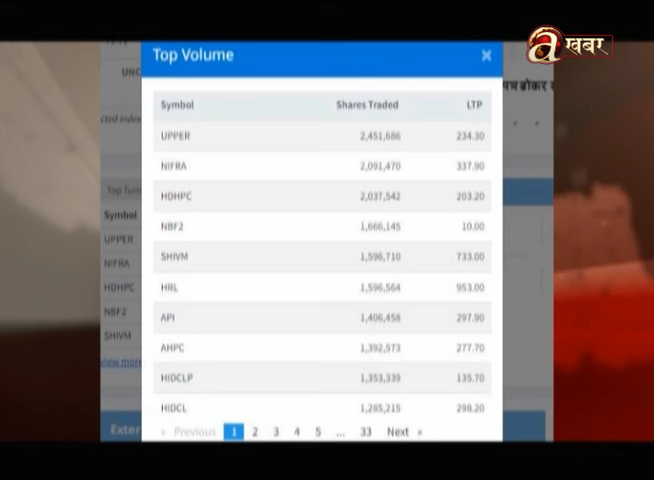 a खबर
Top Volume ×
Symbol Shares Traded LTP
UPPER 2,451,686 234.30
NIFRA 2,091,470 337.90
HDHPC 2,037,542 203.20
NBF2 1,666,145 10.00
SHIVM 1,596,710 733.00
HRL 1,596,564 953.00
API 1,406,458 297.90
AHPC 1,392,573 277.70
HIDCLP 1,353,339 135.70
HIDCL 1,285,215 298.20
« Previous 1 2 3 4 5 ... 33 Next »
UNC
cted index
Top Turn
Symbol
UPPER
NIFRA
HDHPC
NBF2
SHIVM
view more
Exter